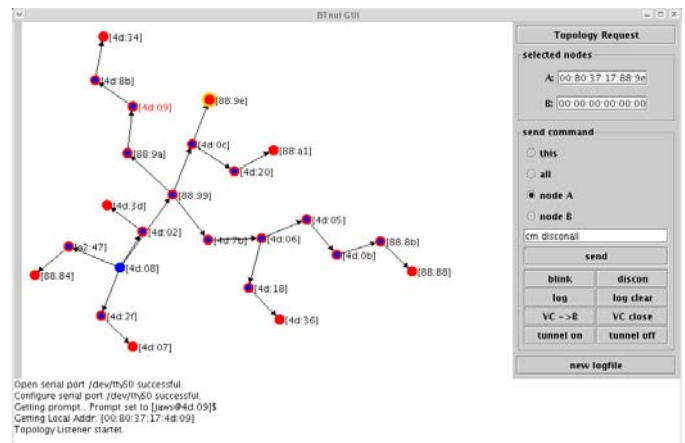 BTnut GUI
[4d:34]
[4d:8b]
[4d:09]
[88:9e]
[88:9a]
[4d:0c]
[88:a1]
[4d:20]
[88:99]
[4d:3d]
[4d:02]
[4d:05]
[4d:7b]
[4d:06]
[88:8b]
[a2:47]
[4d:0b]
[88:84]
[4d:08]
[88:88]
[4d:18]
[4d:2f]
[4d:36]
[4d:07]
Topology Request
selected nodes
A: 00:80:37:17:88:9e
B: 00:00:00:00:00:00
send command
this
all
node A
node B
cm disconall
send
blink discon
log log clear
VC ->B VC close
tunnel on tunnel off
new logfile
Open serial port /dev/ttyS0 successful.
Configure serial port /dev/ttyS0 successful.
Getting prompt.. Prompt set to [jaws@4d:09]$
Getting Local Addr: [00:80:37:17:4d:09]
Topology Listener startet.